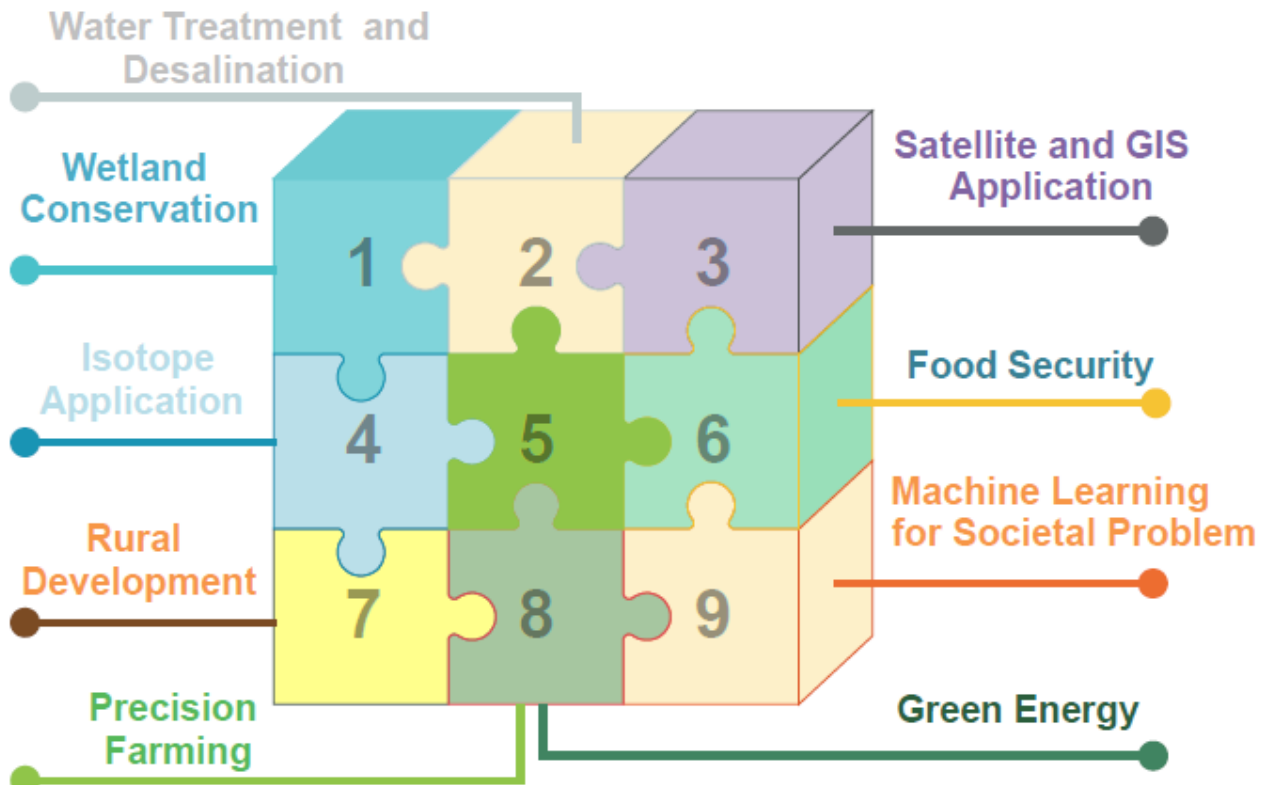 Water Treatment and
Desalination
Wetland
Conservation
Satellite and GIS
Application
1
2
3
Isotope
Application
Food Security
4
5
6
Rural
Development
Machine Learning
for Societal Problem
7
8
9
Precision
Farming
Green Energy